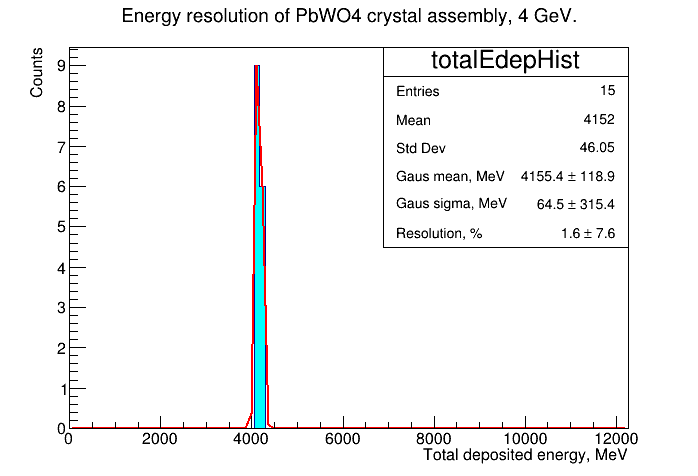 Energy resolution of PbWO4 crystal assembly, 4 GeV.
Counts
totalEdepHist
Entries 15
Mean 4152
Std Dev 46.05
Gaus mean, MeV 4155.4 ± 118.9
Gaus sigma, MeV 64.5 ± 315.4
Resolution, % 1.6 ± 7.6
9
8
7
6
5
4
3
2
1
0
0 2000 4000 6000 8000 10000 12000
Total deposited energy, MeV